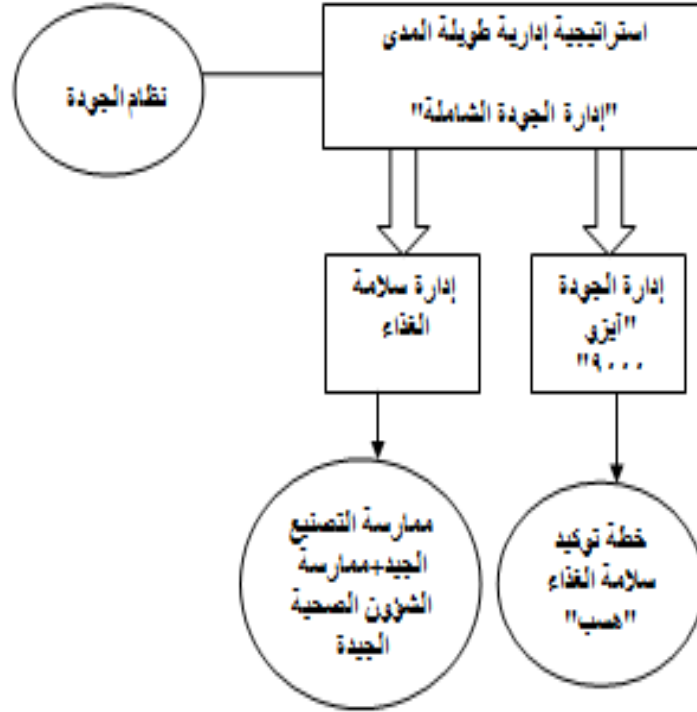 استراتيجية إدارية طويلة المدى
"إدارة الجودة الشاملة"
نظام الجودة
إدارة الجودة
"آيزو
٩٠٠٠"
إدارة سلامة
الغذاء
خطة توكيد
سلامة الغذاء
"هسب"
ممارسة التصنيع
الجيد+ممارسة
الشؤون الصحية
الجيدة